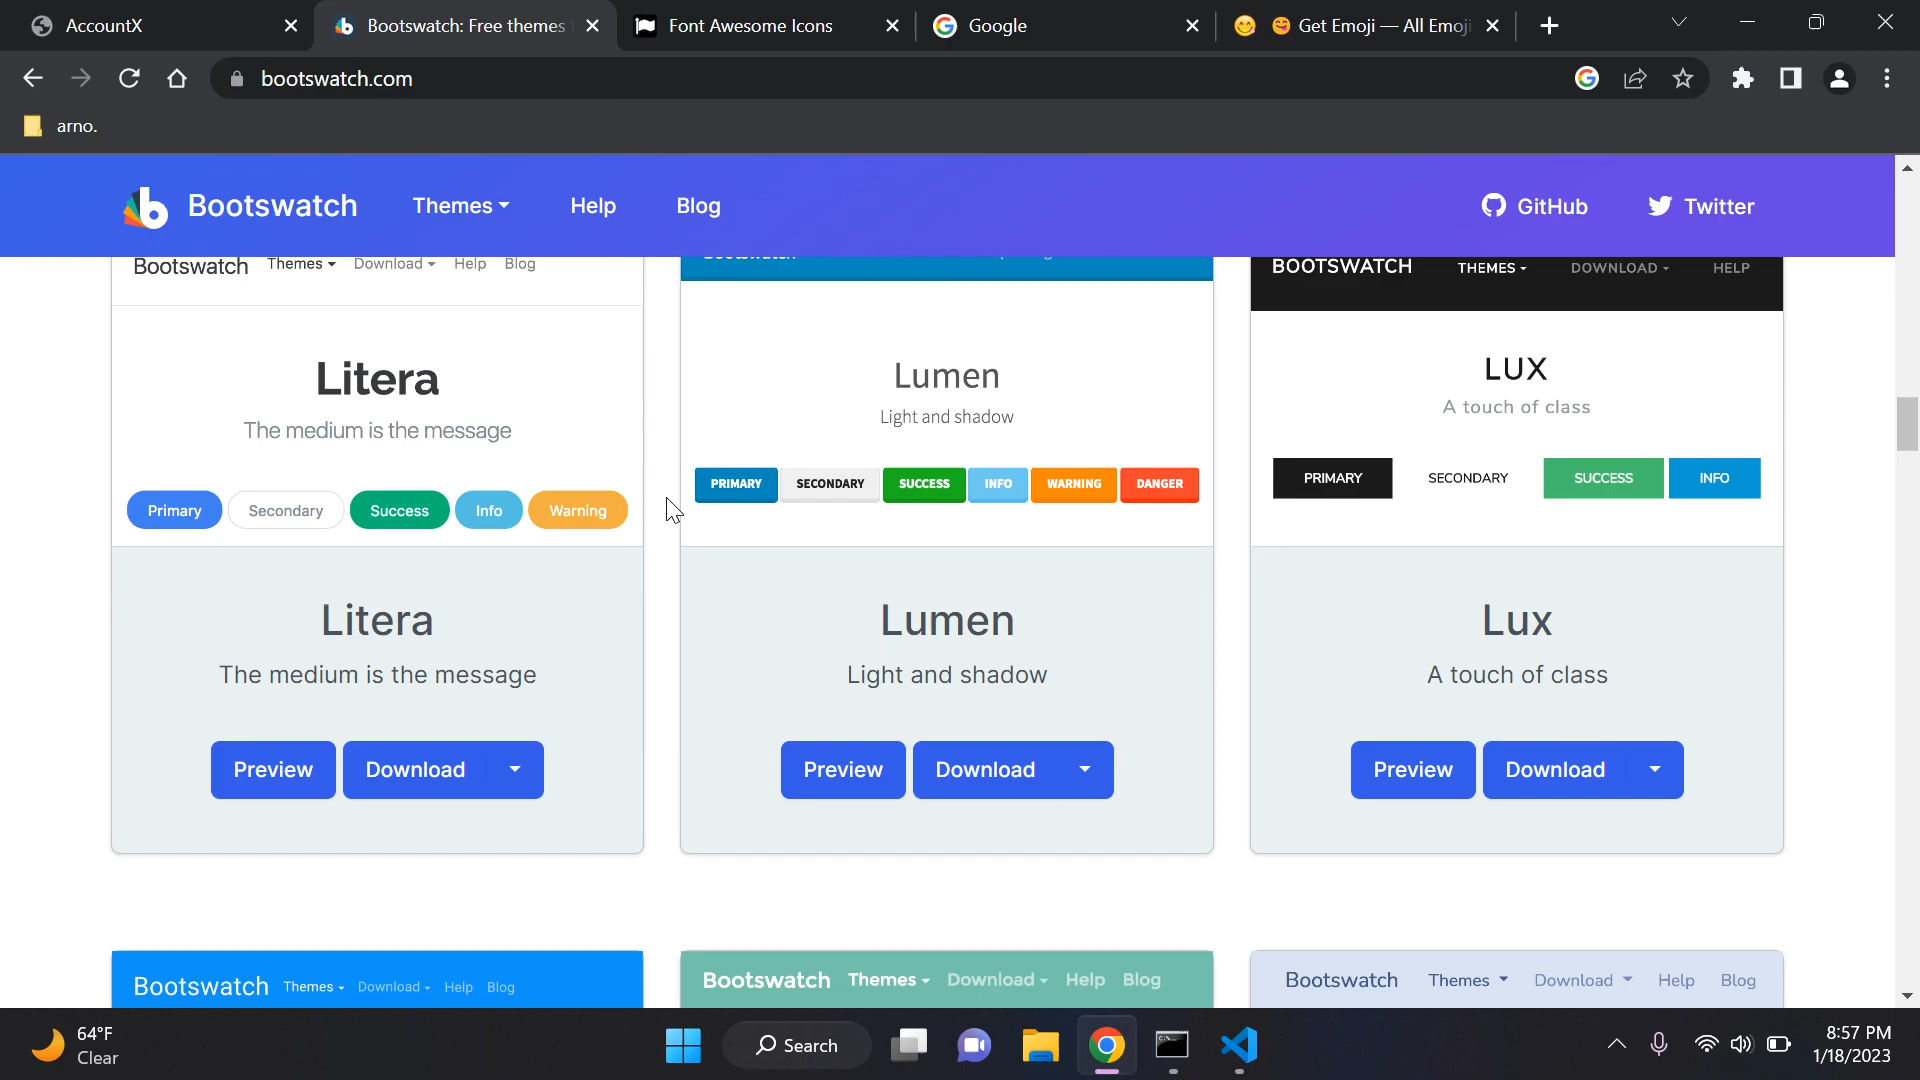 AccountX
Bootswatch: Free themes
Font Awesome Icons
Google
Get Emoji — All Emoji
bootswatch.com
arno.
Bootswatch Themes Help Blog GitHub Twitter
Bootswatch Themes Download Help Blog
BOOTSWATCH THEMES DOWNLOAD HELP
Litera
The medium is the message
Primary Secondary Success Info Warning
Lumen
Light and shadow
PRIMARY SECONDARY SUCCESS INFO WARNING DANGER
LUX
A touch of class
PRIMARY SECONDARY SUCCESS INFO
Litera
The medium is the message
Preview Download
Lumen
Light and shadow
Preview Download
Lux
A touch of class
Preview Download
Bootswatch Themes Download Help Blog
Bootswatch Themes Download Help Blog
Bootswatch Themes Download Help Blog
64°F
Clear
Search
8:57 PM
1/18/2023